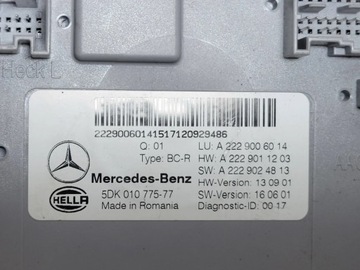 Heck L
22290060141517120929486
Q: 01 LU: A 222 900 60 14
Type: BC-R HW: A 222 901 12 03
Mercedes-Benz SW: A 222 902 48 13
HELLA 5DK 010 775-77 HW-Version: 13 09 01
Made in Romania SW-Version: 16 06 01
Diagnostic-ID: 00 17